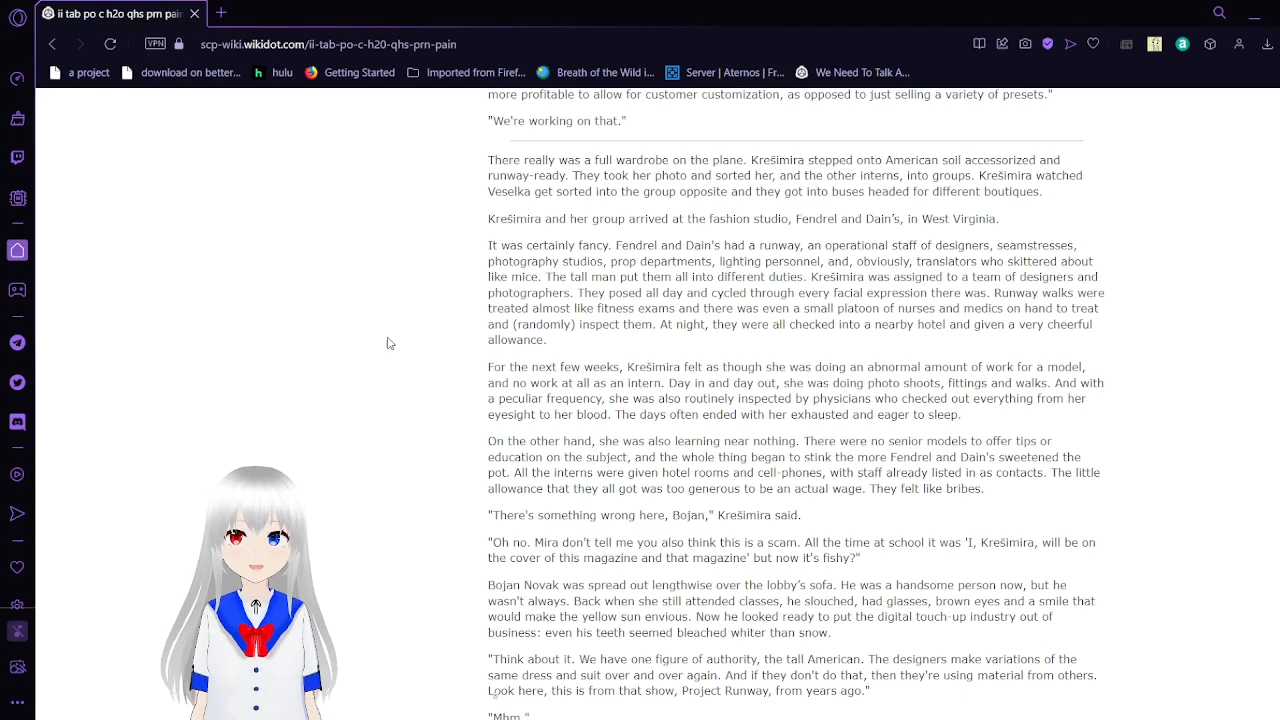 ii tab po c h2o qhs prn pain
VPN
scp-wiki.wikidot.com/ii-tab-po-c-h20-qhs-prn-pain
a project
download on better...
h
hulu
Getting Started
Imported from Firef...
Breath of the Wild i...
Server | Aternos | Fr...
We Need To Talk A...
more profitable to allow for customer customization, as opposed to just selling a variety of presets."
"We're working on that."
There really was a full wardrobe on the plane. Krešimira stepped onto American soil accessorized and
runway-ready. They took her photo and sorted her, and the other interns, into groups. Krešimira watched
Veselka get sorted into the group opposite and they got into buses headed for different boutiques.
Krešimira and her group arrived at the fashion studio, Fendrel and Dain’s, in West Virginia.
It was certainly fancy. Fendrel and Dain's had a runway, an operational staff of designers, seamstresses,
photography studios, prop departments, lighting personnel, and, obviously, translators who skittered about
like mice. The tall man put them all into different duties. Krešimira was assigned to a team of designers and
photographers. They posed all day and cycled through every facial expression there was. Runway walks were
treated almost like fitness exams and there was even a small platoon of nurses and medics on hand to treat
and (randomly) inspect them. At night, they were all checked into a nearby hotel and given a very cheerful
allowance.
For the next few weeks, Krešimira felt as though she was doing an abnormal amount of work for a model,
and no work at all as an intern. Day in and day out, she was doing photo shoots, fittings and walks. And with
a peculiar frequency, she was also routinely inspected by physicians who checked out everything from her
eyesight to her blood. The days often ended with her exhausted and eager to sleep.
On the other hand, she was also learning near nothing. There were no senior models to offer tips or
education on the subject, and the whole thing began to stink the more Fendrel and Dain's sweetened the
pot. All the interns were given hotel rooms and cell-phones, with staff already listed in as contacts. The little
allowance that they all got was too generous to be an actual wage. They felt like bribes.
"There's something wrong here, Bojan," Krešimira said.
"Oh no. Mira don't tell me you also think this is a scam. All the time at school it was 'I, Krešimira, will be on
the cover of this magazine and that magazine' but now it's fishy?"
Bojan Novak was spread out lengthwise over the lobby’s sofa. He was a handsome person now, but he
wasn't always. Back when she still attended classes, he slouched, had glasses, brown eyes and a smile that
would make the yellow sun envious. Now he looked ready to put the digital touch-up industry out of
business: even his teeth seemed bleached whiter than snow.
"Think about it. We have one figure of authority, the tall American. The designers make variations of the
same dress and suit over and over again. And if they don't do that, then they're using material from others.
Look here, this is from that show, Project Runway, from years ago."
"Mhm."